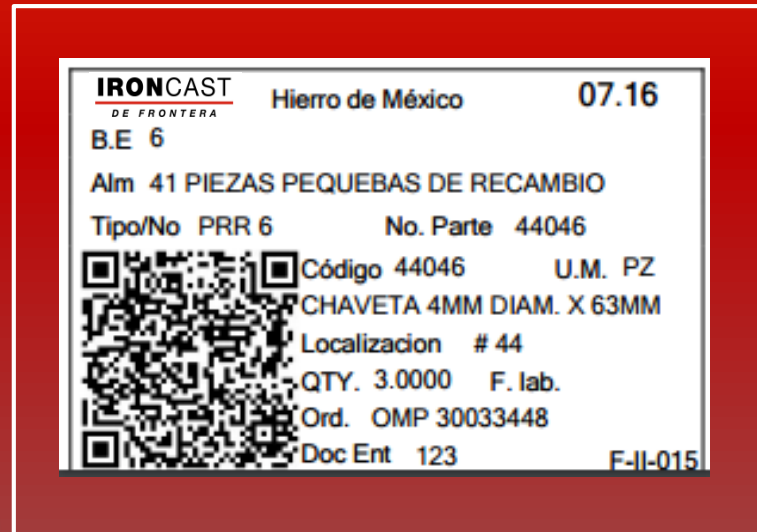 IRONCAST
DE FRONTERA
Hierro de México 07.16
B.E 6
Alm 41 PIEZAS PEQUEBAS DE RECAMBIO
Tipo/No PRR 6 No. Parte 44046
Código 44046 U.M. PZ
CHAVETA 4MM DIAM. X 63MM
Localizacion # 44
QTY. 3.0000 F. lab.
Ord. OMP 30033448
Doc Ent 123 F-II-015